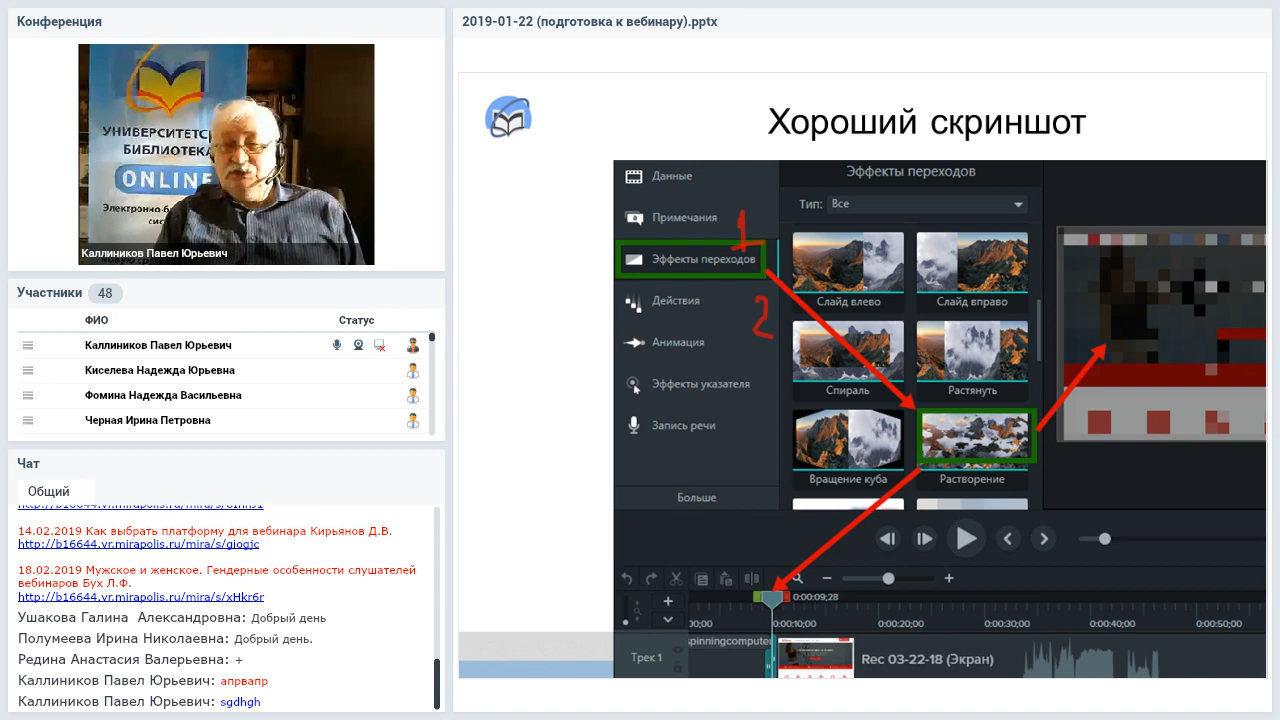 Конференция
УНИВЕРСИТЕТС
БИБЛИОТЕКА
ONLINE
Каллиников Павел Юрьевич
Участники 48
ФИО Статус
Каллиников Павел Юрьевич
Киселева Надежда Юрьевна
Фомина Надежда Васильевна
Черная Ирина Петровна
Чат
Общий
14.02.2019 Как выбрать платформу для вебинара Кирьянов Д.В.
http://b16644.vr.mirapolis.ru/mira/s/giogjc
18.02.2019 Мужское и женское. Гендерные особенности слушателей
вебинаров Бух Л.Ф.
http://b16644.vr.mirapolis.ru/mira/s/xHkr6r
Ушакова Галина Александровна: Добрый день
Полумеева Ирина Николаевна: Добрый день.
Редина Анастасия Валерьевна: +
Каллиников Павел Юрьевич: апрвапр
Каллиников Павел Юрьевич: sgdhgh
2019-01-22 (подготовка к вебинару).pptx
Хороший скриншот
Данные
Примечания
1
Эффекты переходов
2
Действия
Анимация
Эффекты указателя
Запись речи
Больше
Эффекты переходов
Тип: Все
Слайд влево Слайд вправо
Спираль Растянуть
Вращение куба Растворение
0:00:09;28
00;00 0:00:10;00 0:00:20;00 0:00:30;00 0:00:40;00 0:00:50;00
Трек 1
spinningcompute
Rec 03-22-18 (Экран)